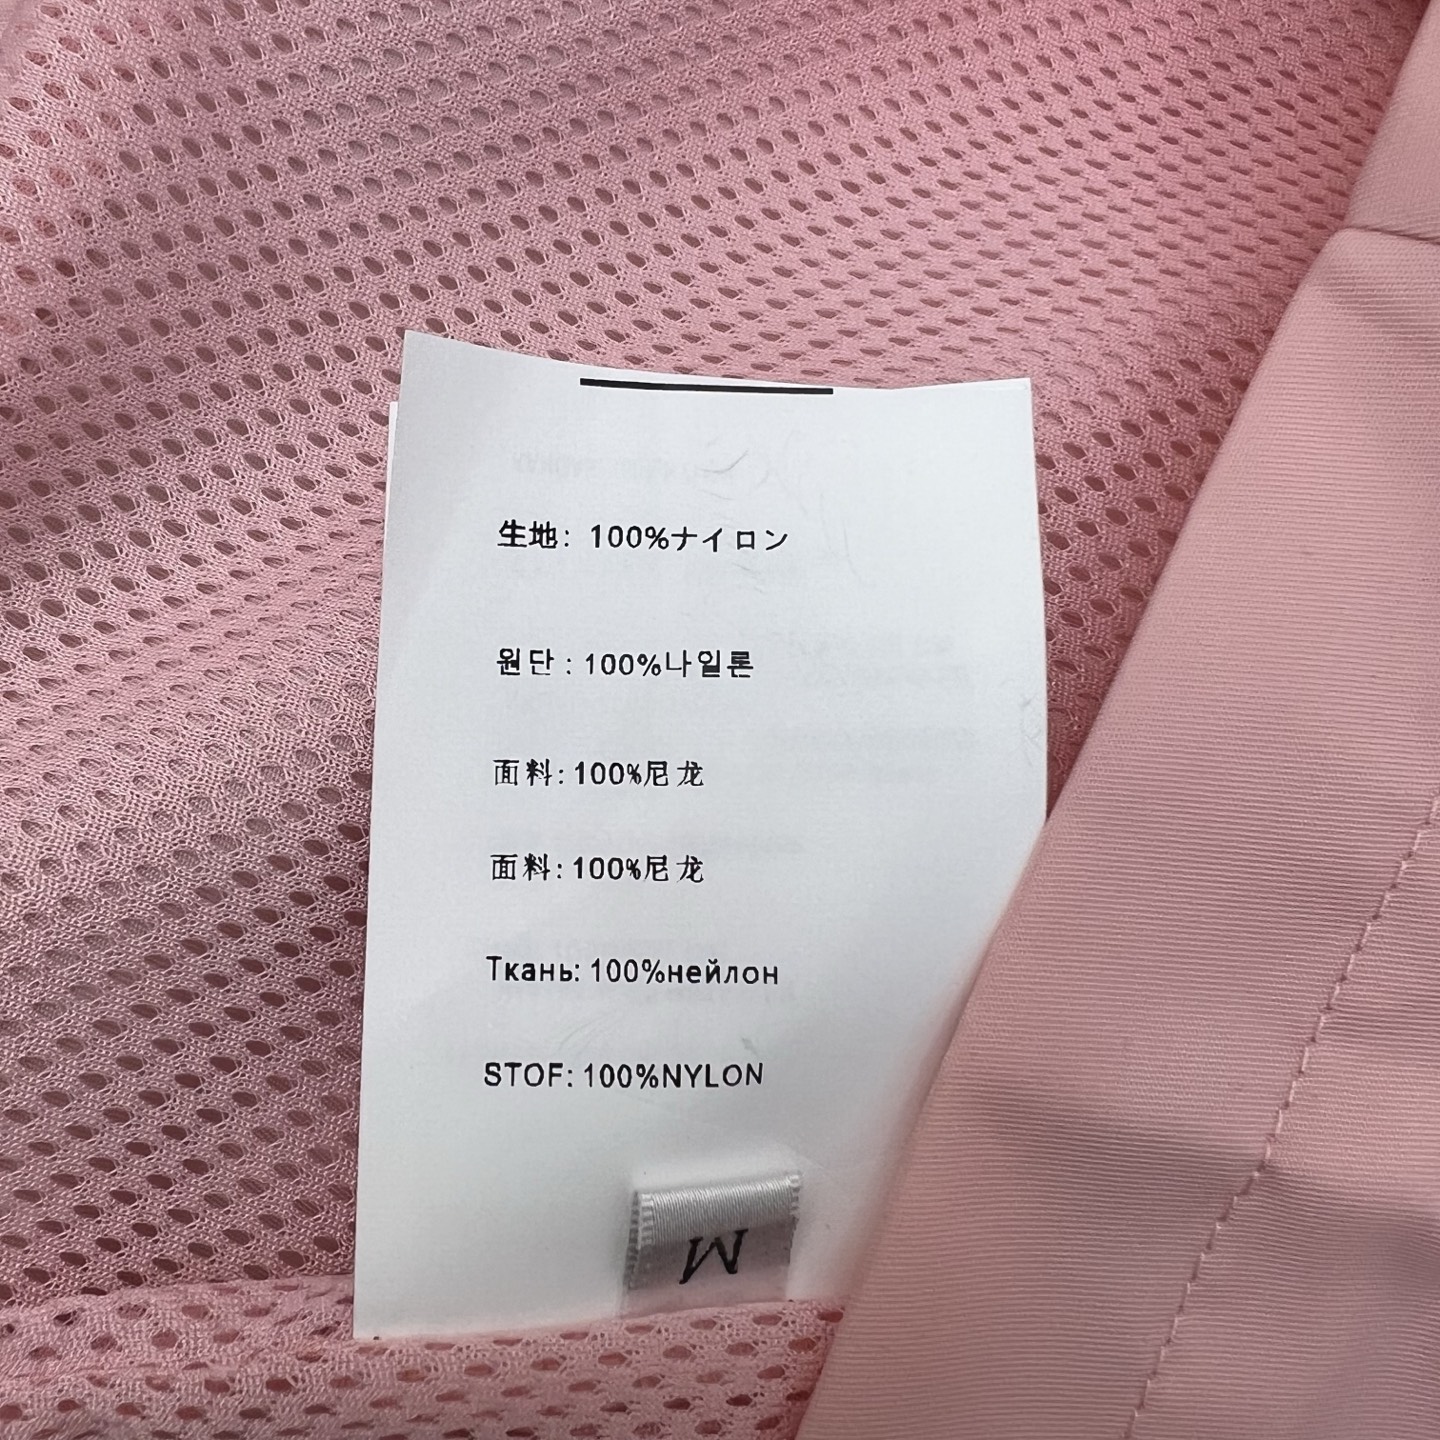 生地: 100%ナイロン
원단 : 100%나일론
面料: 100%尼龙
面料: 100%尼龙
Ткань: 100%нейлон
STOF: 100%NYLON
M